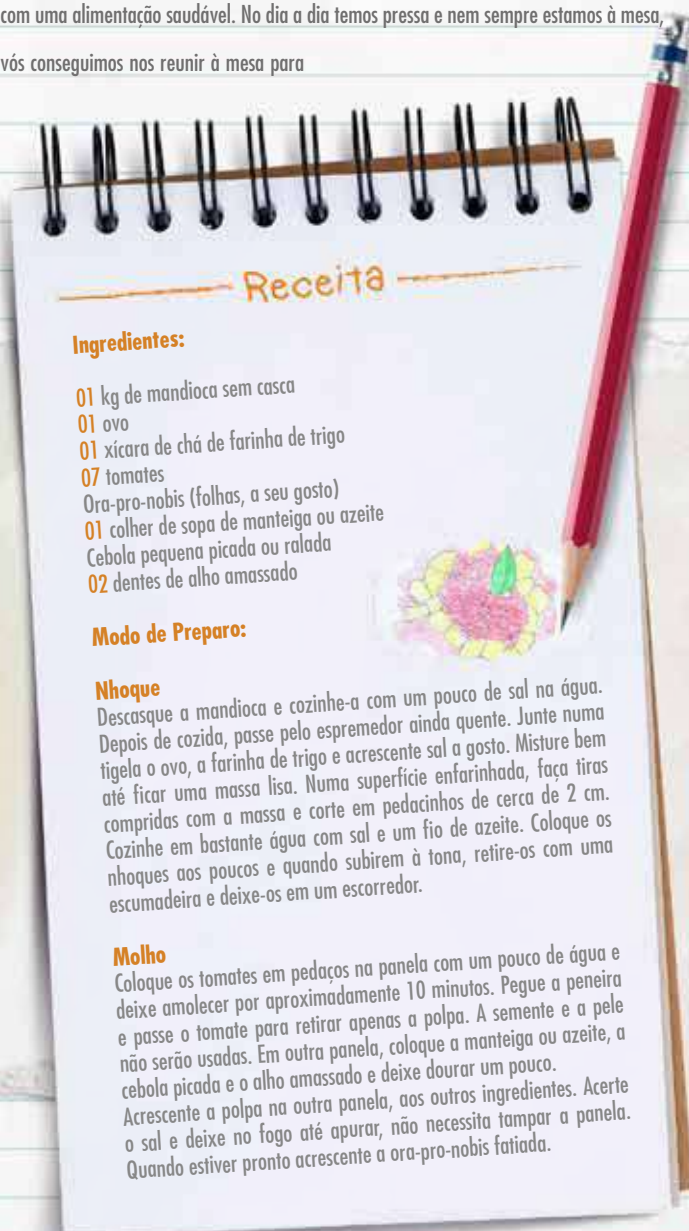 com uma alimentação saudável. No dia a dia temos pressa e nem sempre estamos à mesa,
vós conseguimos nos reunir à mesa para
Receita
Ingredientes:
01 kg de mandioca sem casca
01 ovo
01 xícara de chá de farinha de trigo
07 tomates
Ora-pro-nobis (folhas, a seu gosto)
01 colher de sopa de manteiga ou azeite
Cebola pequena picada ou ralada
02 dentes de alho amassado
Modo de Preparo:
Nhoque
Descasque a mandioca e cozinhe-a com um pouco de sal na água.
Depois de cozida, passe pelo espremedor ainda quente. Junte numa
tigela o ovo, a farinha de trigo e acrescente sal a gosto. Misture bem
até ficar uma massa lisa. Numa superfície enfarinhada, faça tiras
compridas com a massa e corte em pedacinhos de cerca de 2 cm.
Cozinhe em bastante água com sal e um fio de azeite. Coloque os
nhoques aos poucos e quando subirem à tona, retire-os com uma
escumadeira e deixe-os em um escorredor.
Molho
Coloque os tomates em pedaços na panela com um pouco de água e
deixe amolecer por aproximadamente 10 minutos. Pegue a peneira
e passe o tomate para retirar apenas a polpa. A semente e a pele
não serão usadas. Em outra panela, coloque a manteiga ou azeite, a
cebola picada e o alho amassado e deixe dourar um pouco.
Acrescente a polpa na outra panela, aos outros ingredientes. Acerte
o sal e deixe no fogo até apurar, não necessita tampar a panela.
Quando estiver pronto acrescente a ora-pro-nobis fatiada.